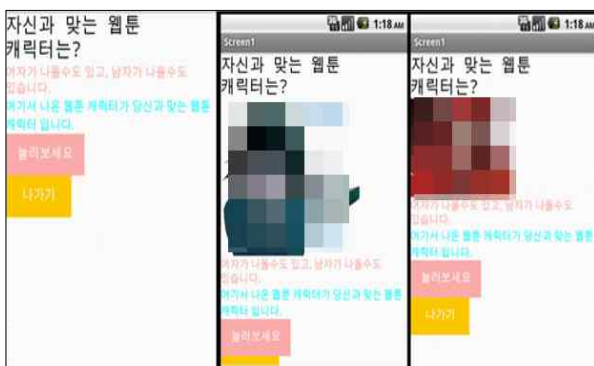 자신과 맞는 웹툰
캐릭터는?
여자가 나올수도 있고, 남자가 나올수도
있습니다.
여기서 나온 웹툰 캐릭터가 당신과 맞는 웹툰
캐릭터 입니다.
눌러보세요
나가기
1:18 AM
Screen1
자신과 맞는 웹툰
캐릭터는?
여자가 나올수도 있고, 남자가 나올수도
있습니다.
여기서 나온 웹툰 캐릭터가 당신과 맞는 웹툰
캐릭터 입니다.
눌러보세요
1:18 AM
Screen1
자신과 맞는 웹툰
캐릭터는?
여자가 나올수도 있고, 남자가 나올수도
있습니다.
여기서 나온 웹툰 캐릭터가 당신과 맞는 웹툰
캐릭터 입니다.
눌러보세요
나가기